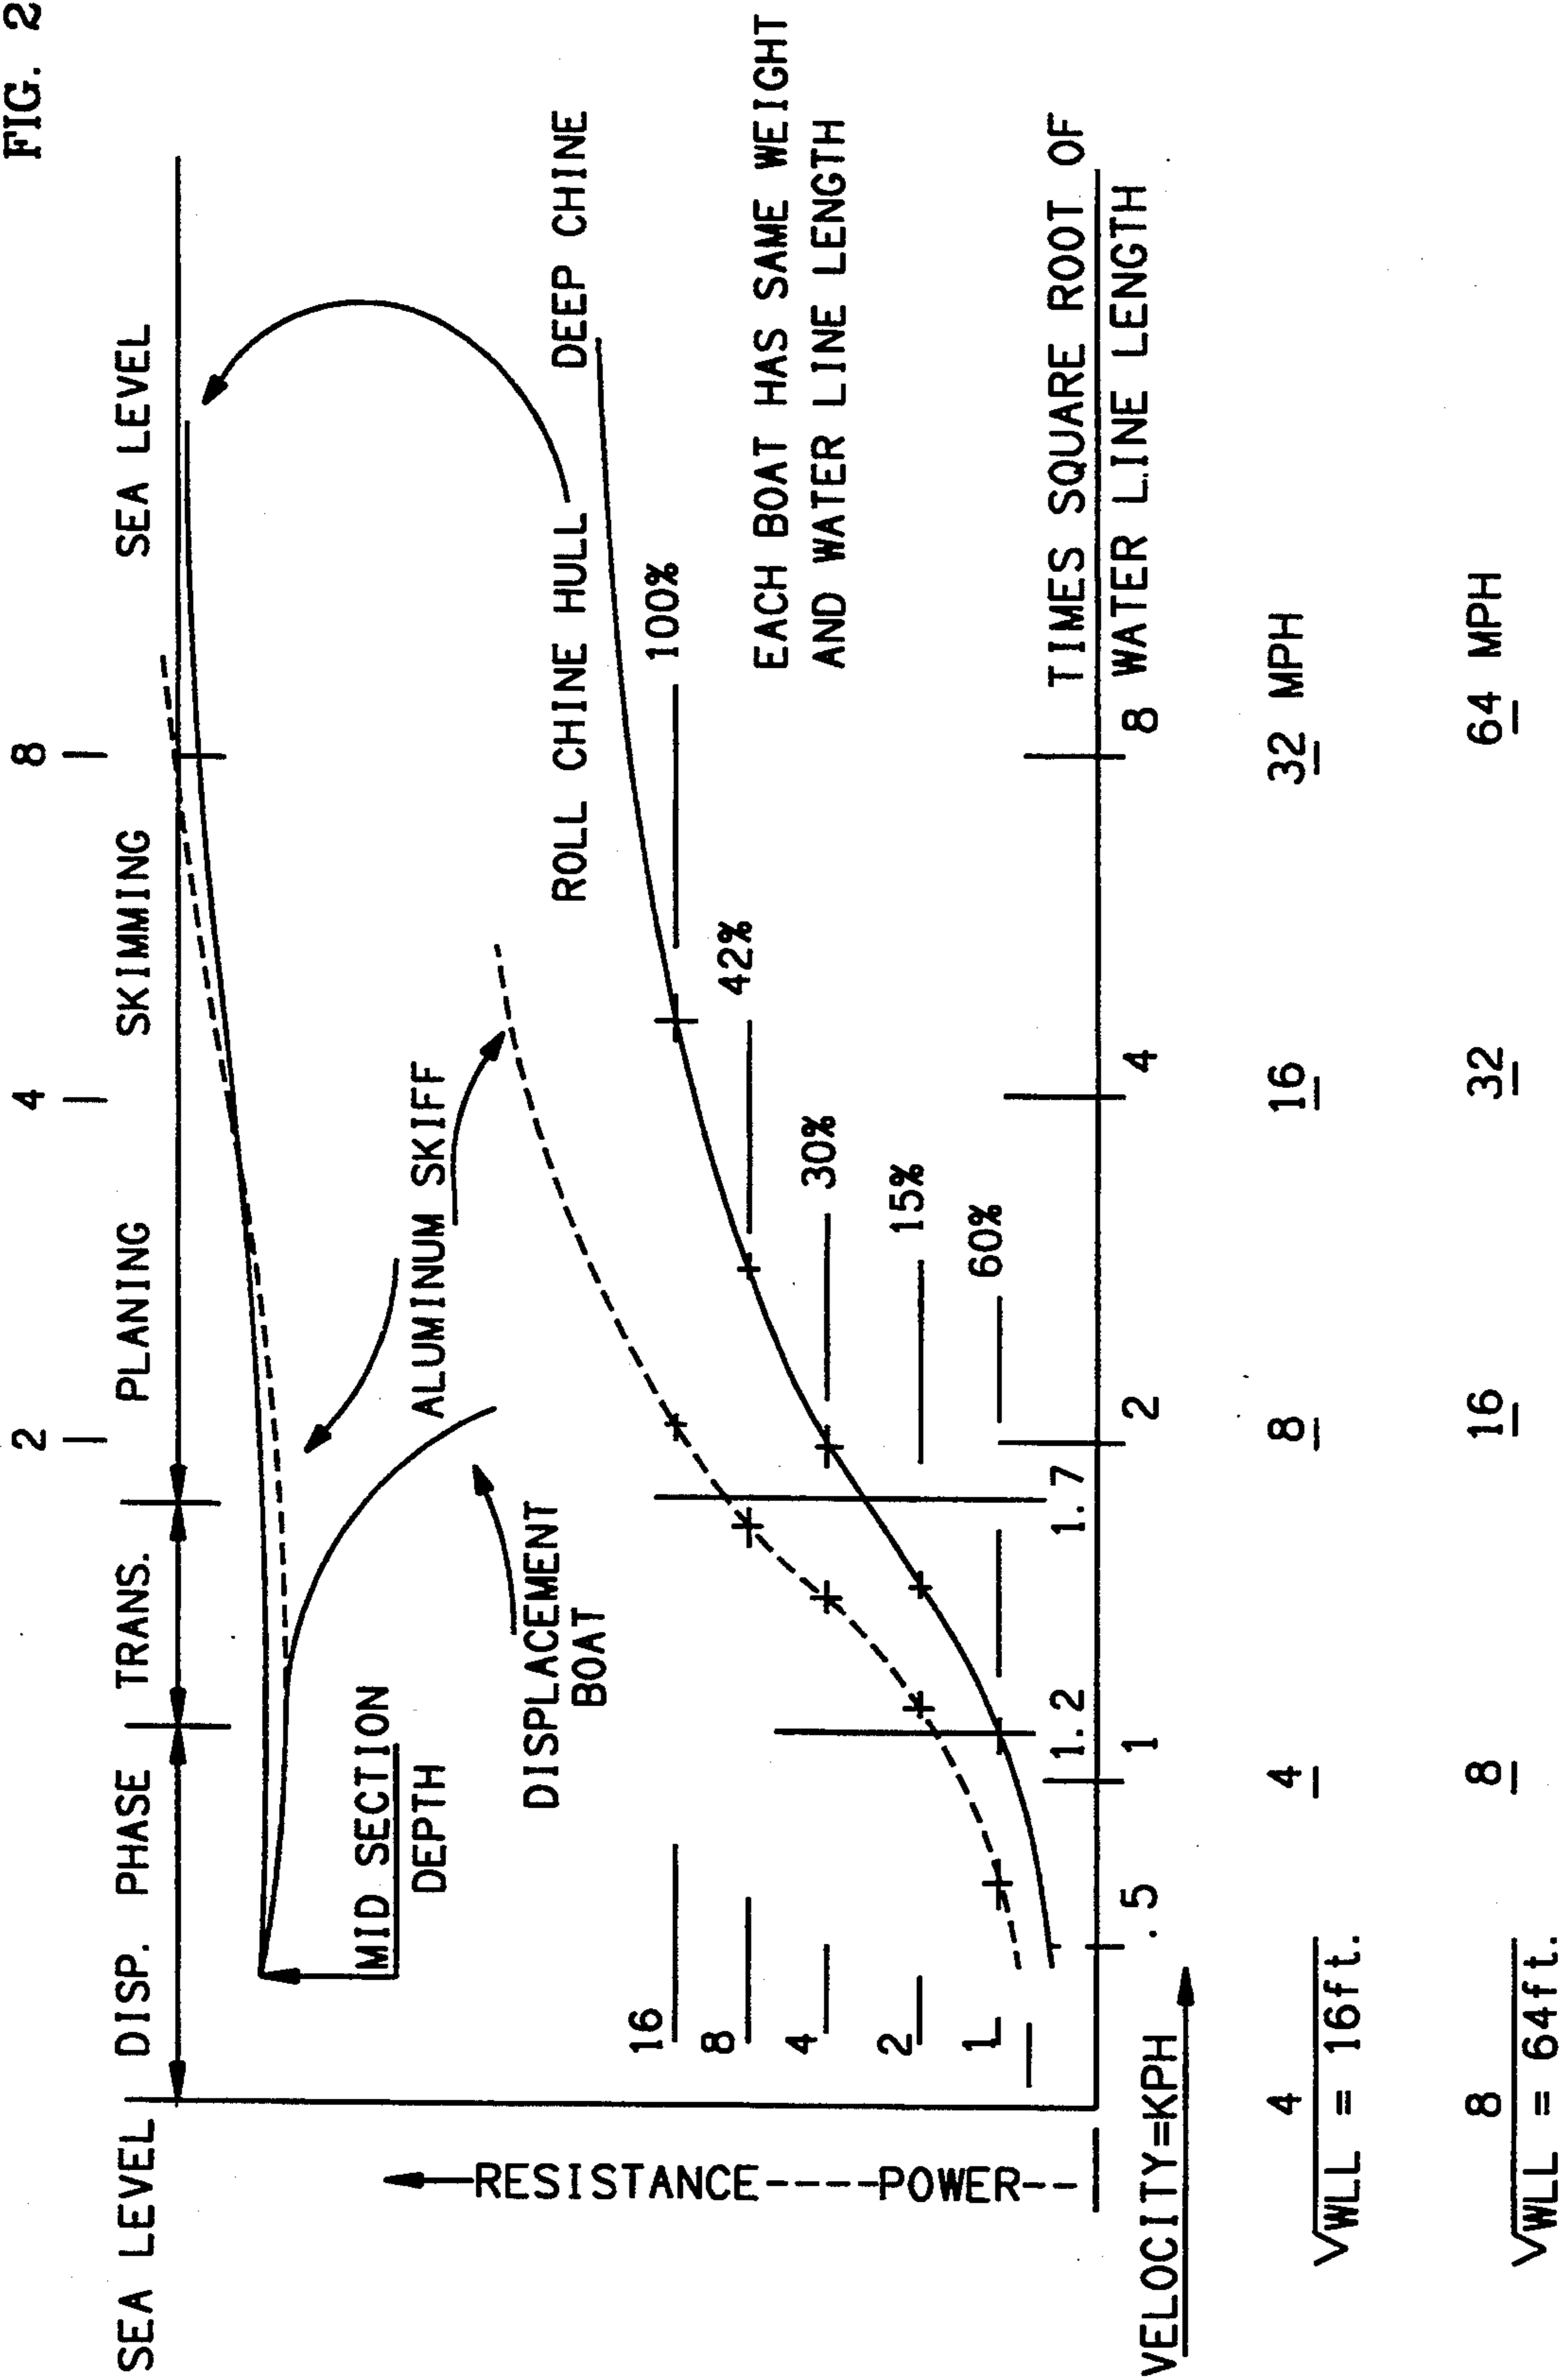 FIG. 2
2 4 8
SEA LEVEL DISP. PHASE TRANS. PLANING SKIMMING SEA LEVEL
MID SECTION
DEPTH
ALUMINUM SKIFF
DISPLACEMENT
BOAT
ROLL CHINE HULL DEEP CHINE
16 100%
8 42%
4 30%
2 15%
1 60%
EACH BOAT HAS SAME WEIGHT
AND WATER LINE LENGTH
RESISTANCE----POWER--
1.2 1.7 TIMES SQUARE ROOT OF
VELOCITY=KPH .5 1 2 4 8 WATER LINE LENGTH
4 4 8 16 32 MPH
√WLL = 16ft.
8 8 16 32 64 MPH
√WLL = 64ft.